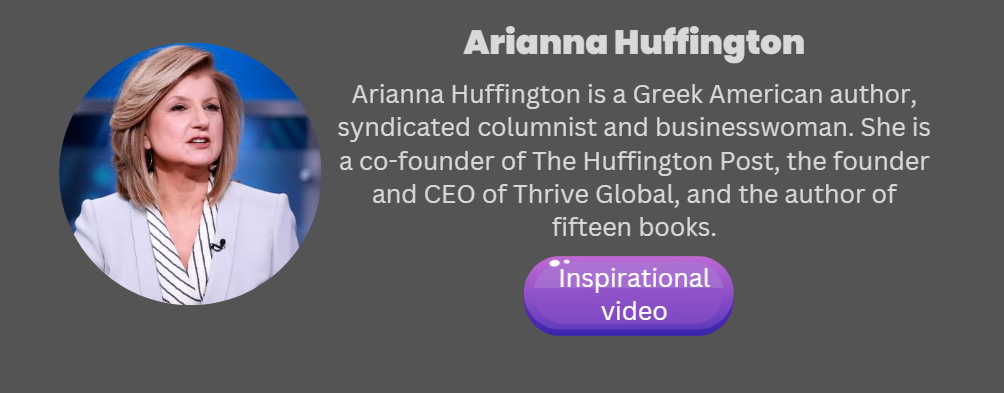 Arianna Huffington
Arianna Huffington is a Greek American author,
syndicated columnist and businesswoman. She is
a co-founder of The Huffington Post, the founder
and CEO of Thrive Global, and the author of
fifteen books.
Inspirational
video